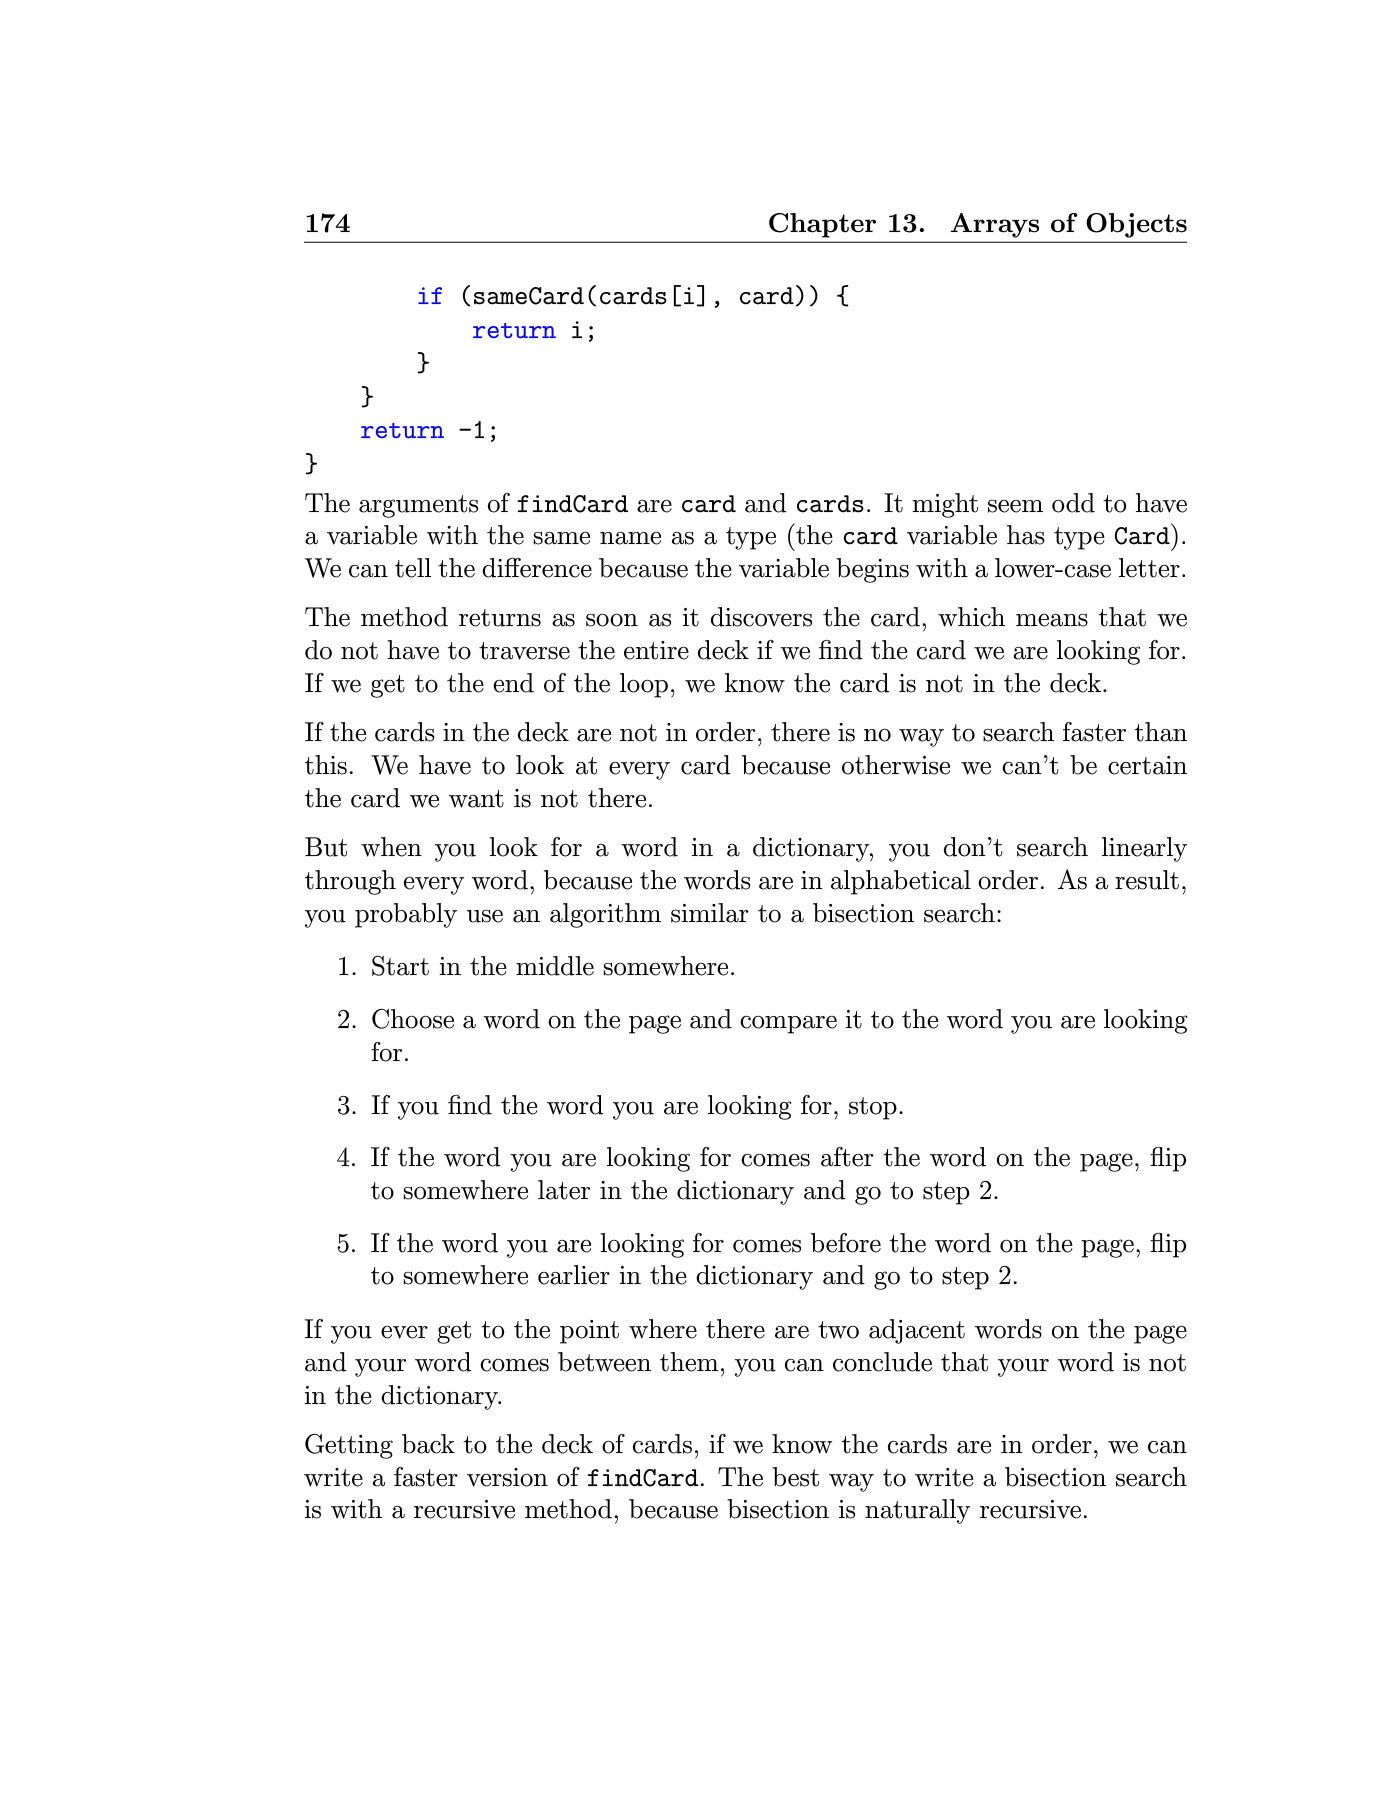 174 Chapter 13. Arrays of Objects
if (sameCard(cards[i], card)) {
return i;
}
}
return -1;
}
The arguments of findCard are card and cards. It might seem odd to have
a variable with the same name as a type (the card variable has type Card).
We can tell the difference because the variable begins with a lower-case letter.
The method returns as soon as it discovers the card, which means that we
do not have to traverse the entire deck if we find the card we are looking for.
If we get to the end of the loop, we know the card is not in the deck.
If the cards in the deck are not in order, there is no way to search faster than
this. We have to look at every card because otherwise we can't be certain
the card we want is not there.
But when you look for a word in a dictionary, you don't search linearly
through every word, because the words are in alphabetical order. As a result,
you probably use an algorithm similar to a bisection search:
1. Start in the middle somewhere.
2. Choose a word on the page and compare it to the word you are looking
for.
3. If you find the word you are looking for, stop.
4. If the word you are looking for comes after the word on the page, flip
to somewhere later in the dictionary and go to step 2.
5. If the word you are looking for comes before the word on the page, flip
to somewhere earlier in the dictionary and go to step 2.
If you ever get to the point where there are two adjacent words on the page
and your word comes between them, you can conclude that your word is not
in the dictionary.
Getting back to the deck of cards, if we know the cards are in order, we can
write a faster version of findCard. The best way to write a bisection search
is with a recursive method, because bisection is naturally recursive.